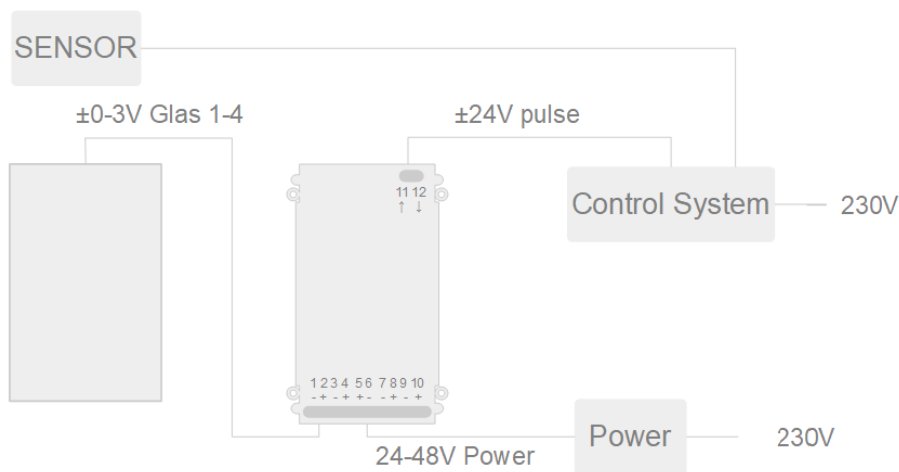 SENSOR
±0-3V Glas 1-4
±24V pulse
11 12
↑ ↓
Control System
230V
1 2 3 4 5 6 7 8 9 10
- + - + + - - + - +
24-48V Power
Power
230V